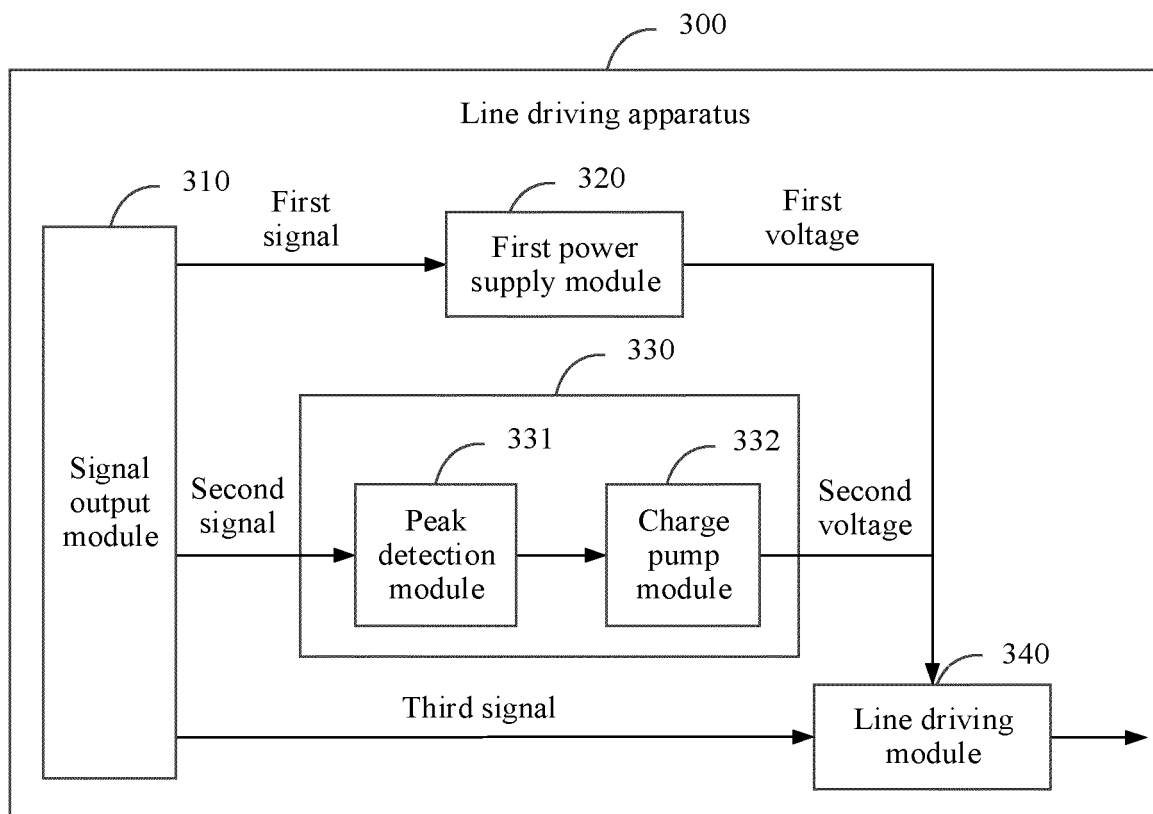 300
Line driving apparatus
310
First
signal
320
First power
supply module
First
voltage
330
Signal
output
module
Second
signal
331
Peak
detection
module
332
Charge
pump
module
Second
voltage
340
Third signal
Line driving
module